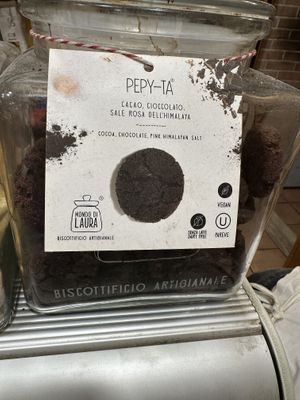 PEPY-TA®
CACAO, CIOCCOLATO,
SALE ROSA DELL'HIMALAYA
COCOA, CHOCOLATE, PINK HIMALAYAN SALT
MONDO DI
LAURA
BISCOTTIFICIO ARTIGIANALE
VEGAN
SENZA LATTE
DAIRY FREE
U
PAREVE
BISCOTTIFICIO ARTIGIANALE